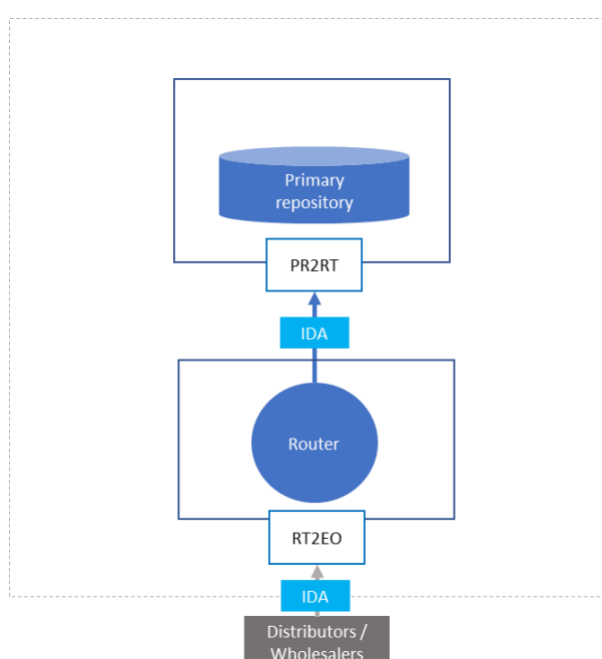 Primary
repository
PR2RT
IDA
Router
RT2EO
IDA
Distributors /
Wholesalers